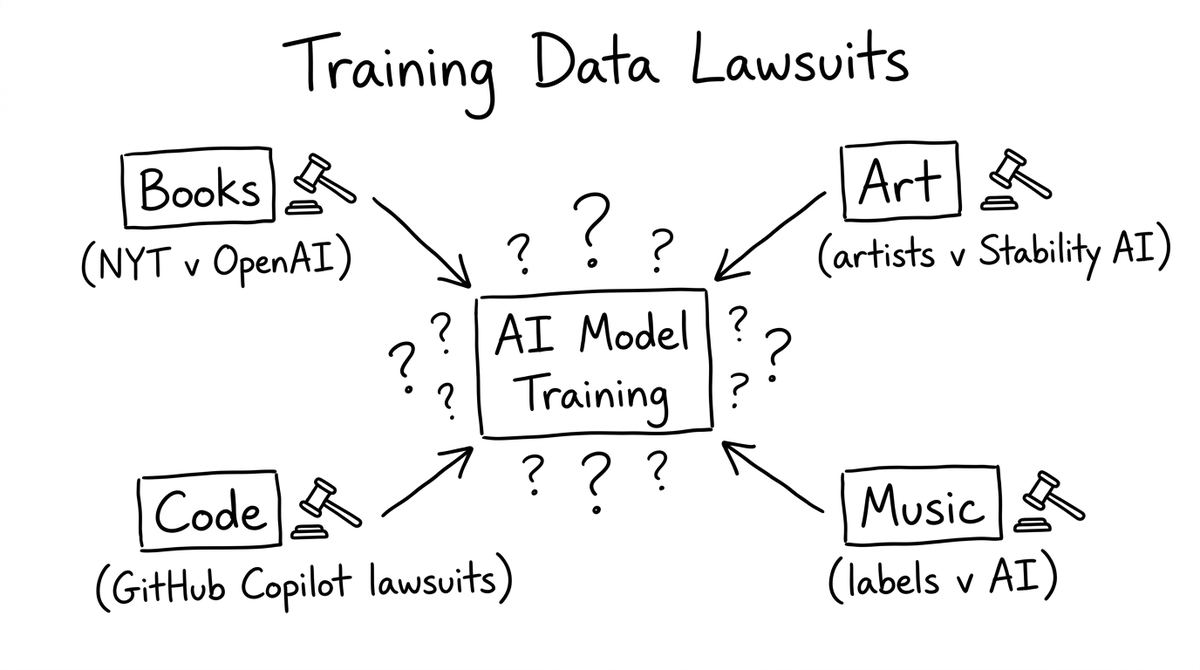 Training Data Lawsuits
Books
(NYT v OpenAI)
Art
(artists v Stability AI)
? ? ?
? ? ?
AI Model
Training
? ? ?
? ? ?
Code
(GitHub Copilot lawsuits)
Music
(labels v AI)